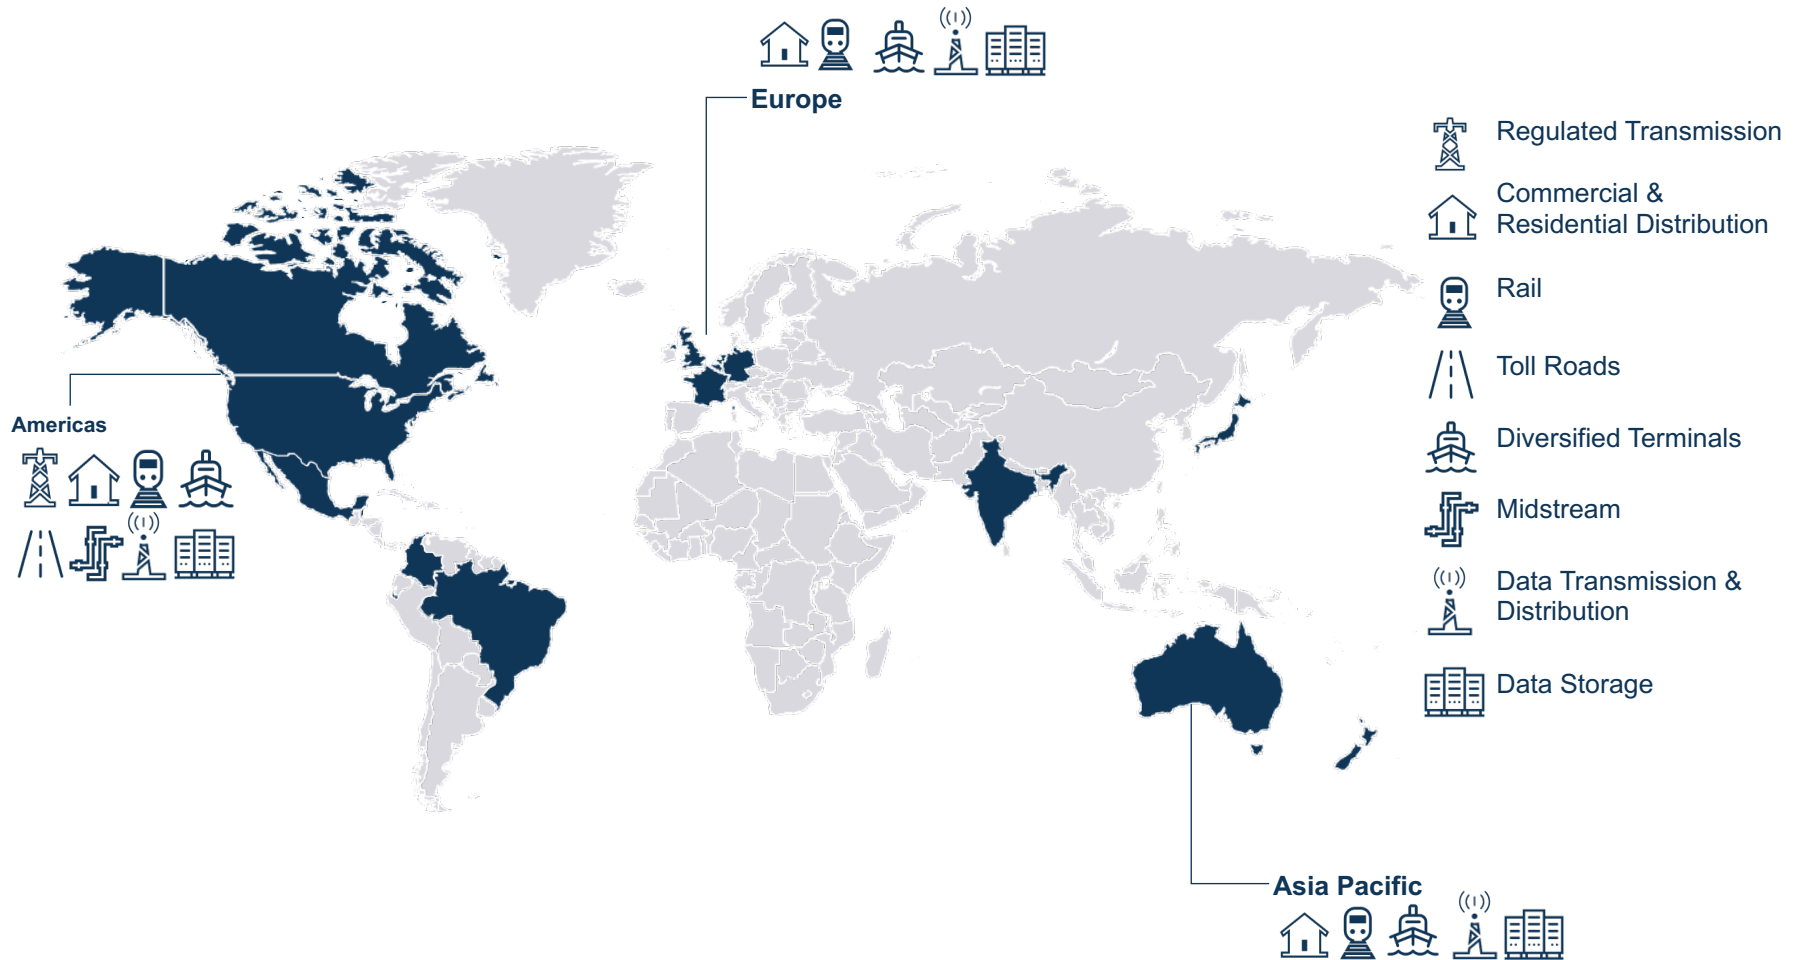 Europe
Americas
Asia Pacific
Regulated Transmission
Commercial &
Residential Distribution
Rail
Toll Roads
Diversified Terminals
Midstream
Data Transmission &
Distribution
Data Storage